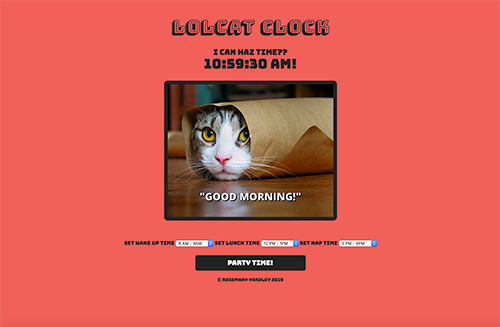 LOLCAT CLOCK
I CAN HAZ TIME??
10:59:30 AM!
"GOOD MORNING!"
SET WAKE UP TIME 8 AM - 9AM SET LUNCH TIME 12 PM - 1PM SET NAP TIME 3 PM - 4PM
PARTY TIME!
© ROSEMARY YARDLEY 2015